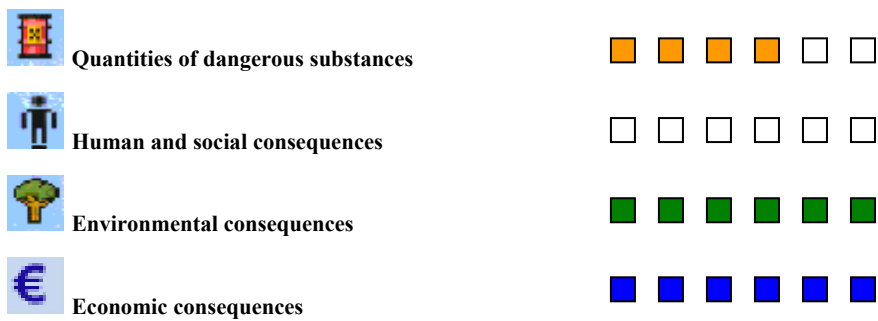 Quantities of dangerous substances
Human and social consequences
Environmental consequences
€ Economic consequences